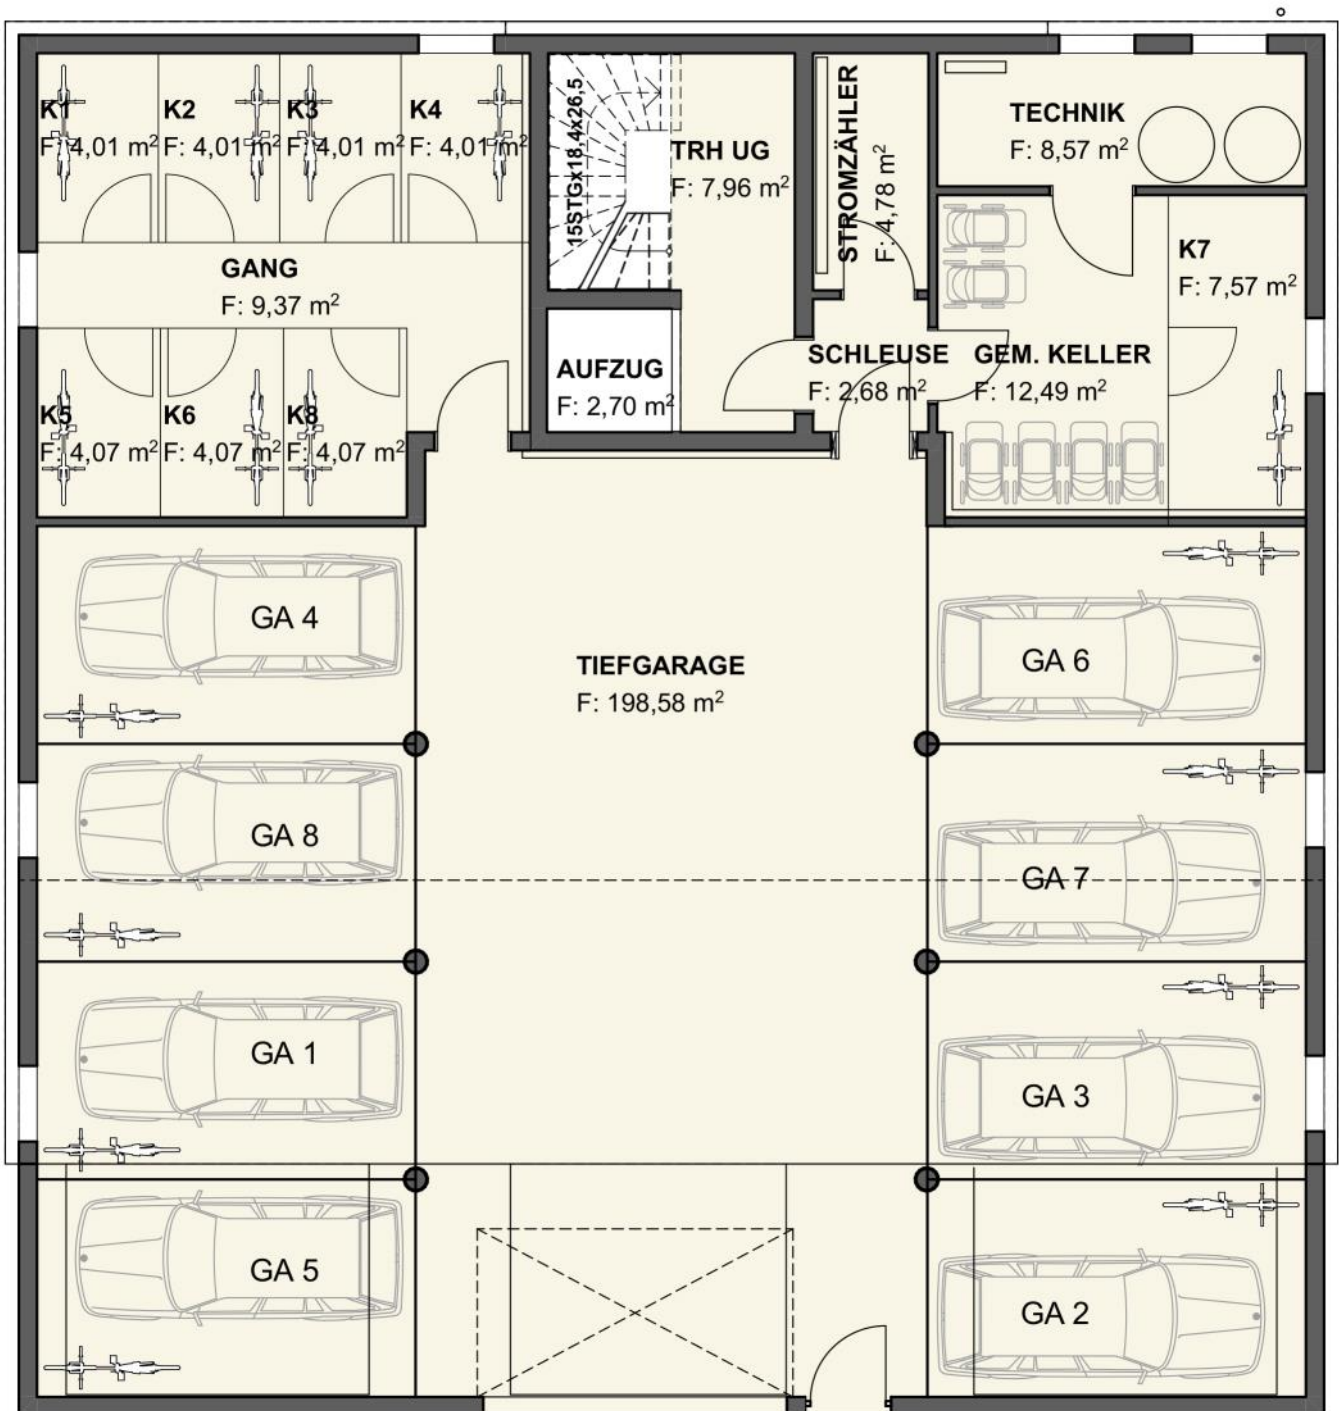 K1
F: 4,01 m²
K2
F: 4,01 m²
K3
F: 4,01 m²
K4
F: 4,01 m²
15STGx18,4x26,5
TRH UG
F: 7,96 m²
STROMZÄHLER
F: 4,78 m²
TECHNIK
F: 8,57 m²
K7
F: 7,57 m²
GANG
F: 9,37 m²
AUFZUG
F: 2,70 m²
SCHLEUSE
F: 2,68 m²
GEM. KELLER
F: 12,49 m²
K5
F: 4,07 m²
K6
F: 4,07 m²
K8
F: 4,07 m²
GA 4
TIEFGARAGE
F: 198,58 m²
GA 6
GA 8
GA 7
GA 1
GA 3
GA 5
GA 2